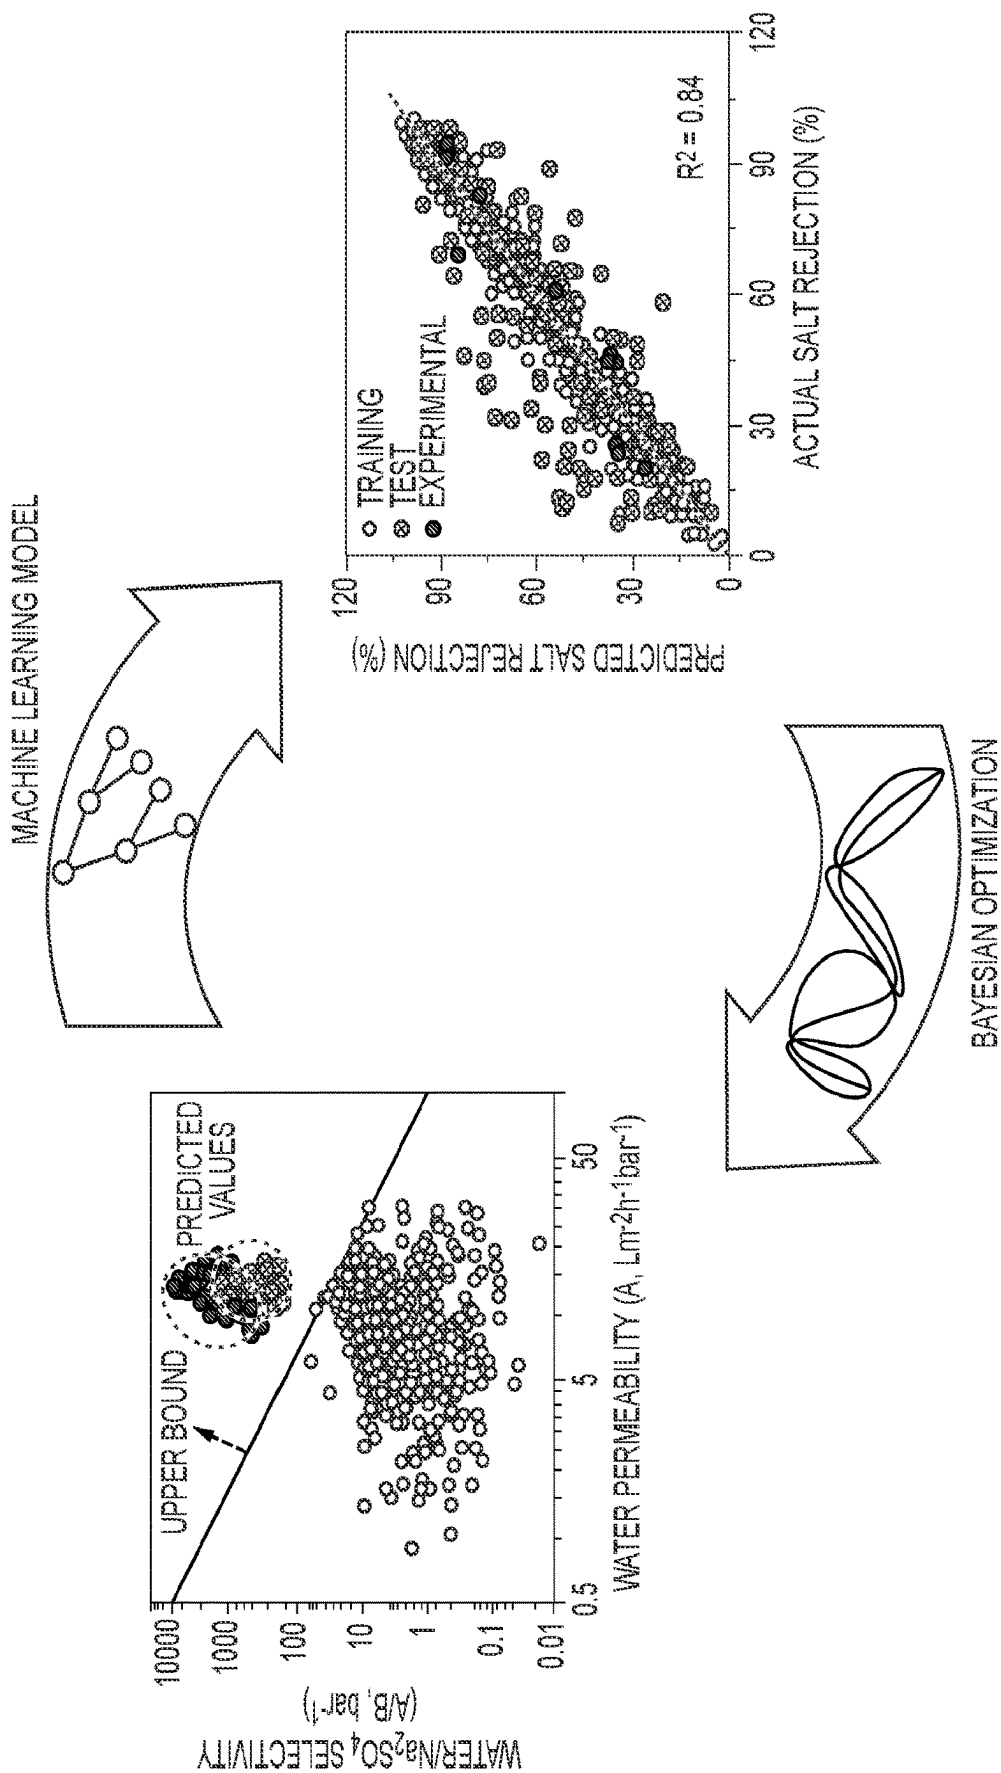 MACHINE LEARNING MODEL
WATER/Na2SO4 SELECTIVITY
(A/B, bar-1)
10000
1000
100
10
1
0.1
0.01
UPPER BOUND
PREDICTED
VALUES
0.5
5
50
WATER PERMEABILITY (A, Lm-2h-1bar-1)
PREDICTED SALT REJECTION (%)
120
90
60
30
0
TRAINING
TEST
EXPERIMENTAL
R2 = 0.84
0
30
60
90
120
ACTUAL SALT REJECTION (%)
BAYESIAN OPTIMIZATION